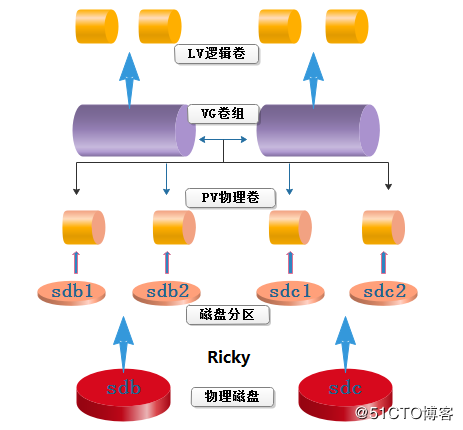 LV逻辑卷
VG卷组
PV物理卷
sdb1
sdb2
sdc1
sdc2
磁盘分区
Ricky
sdb
物理磁盘
sdc
@51CTO博客